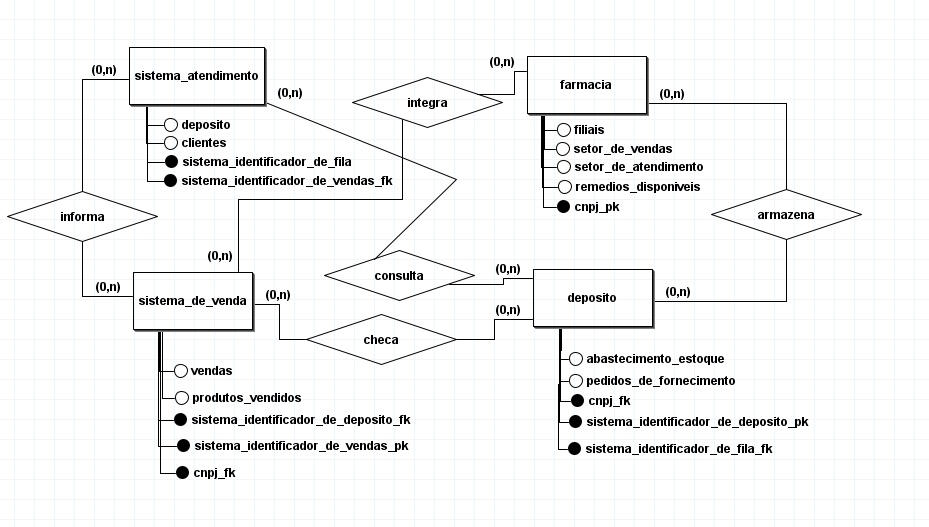 sistema_atendimento
(0,n)
(0,n)
deposito
clientes
sistema_identificador_de_fila
sistema_identificador_de_vendas_fk
integra
(0,n)
farmacia
(0,n)
filiais
setor_de_vendas
setor_de_atendimento
remedios_disponiveis
cnpj_pk
informa
armazena
(0,n)
(0,n)
sistema_de_venda
(0,n)
consulta
(0,n)
deposito
(0,n)
checa
(0,n)
vendas
produtos_vendidos
sistema_identificador_de_deposito_fk
sistema_identificador_de_vendas_pk
cnpj_fk
abastecimento_estoque
pedidos_de_fornecimento
cnpj_fk
sistema_identificador_de_deposito_pk
sistema_identificador_de_fila_fk